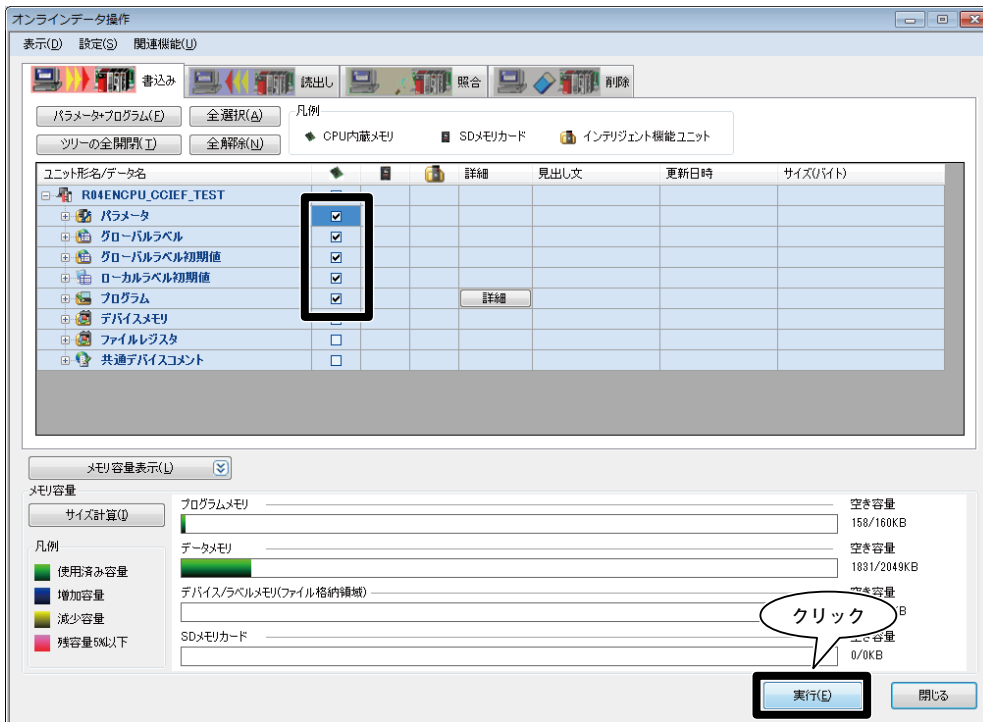 オンラインデータ操作
表示(D) 設定(S) 関連機能(U)
書込み 読出し 照合 削除
パラメータ+プログラム(F) 全選択(A)
ツリーの全開閉(T) 全解除(N)
凡例
CPU内蔵メモリ SDメモリカード インテリジェント機能ユニット
ユニット形名/データ名 詳細 見出し文 更新日時 サイズ(バイト)
R04ENCPU_CCIEF_TEST
パラメータ
グローバルラベル
グローバルラベル初期値
ローカルラベル初期値
プログラム 詳細
デバイスメモリ
ファイルレジスタ
共通デバイスコメント
メモリ容量表示(L)
メモリ容量
サイズ計算(I)
凡例
使用済み容量
増加容量
減少容量
残容量5%以下
プログラムメモリ 空き容量
158/160KB
データメモリ 空き容量
1831/2049KB
デバイス/ラベルメモリ(ファイル格納領域)
SDメモリカード
0/0KB
クリック
実行(E) 閉じる